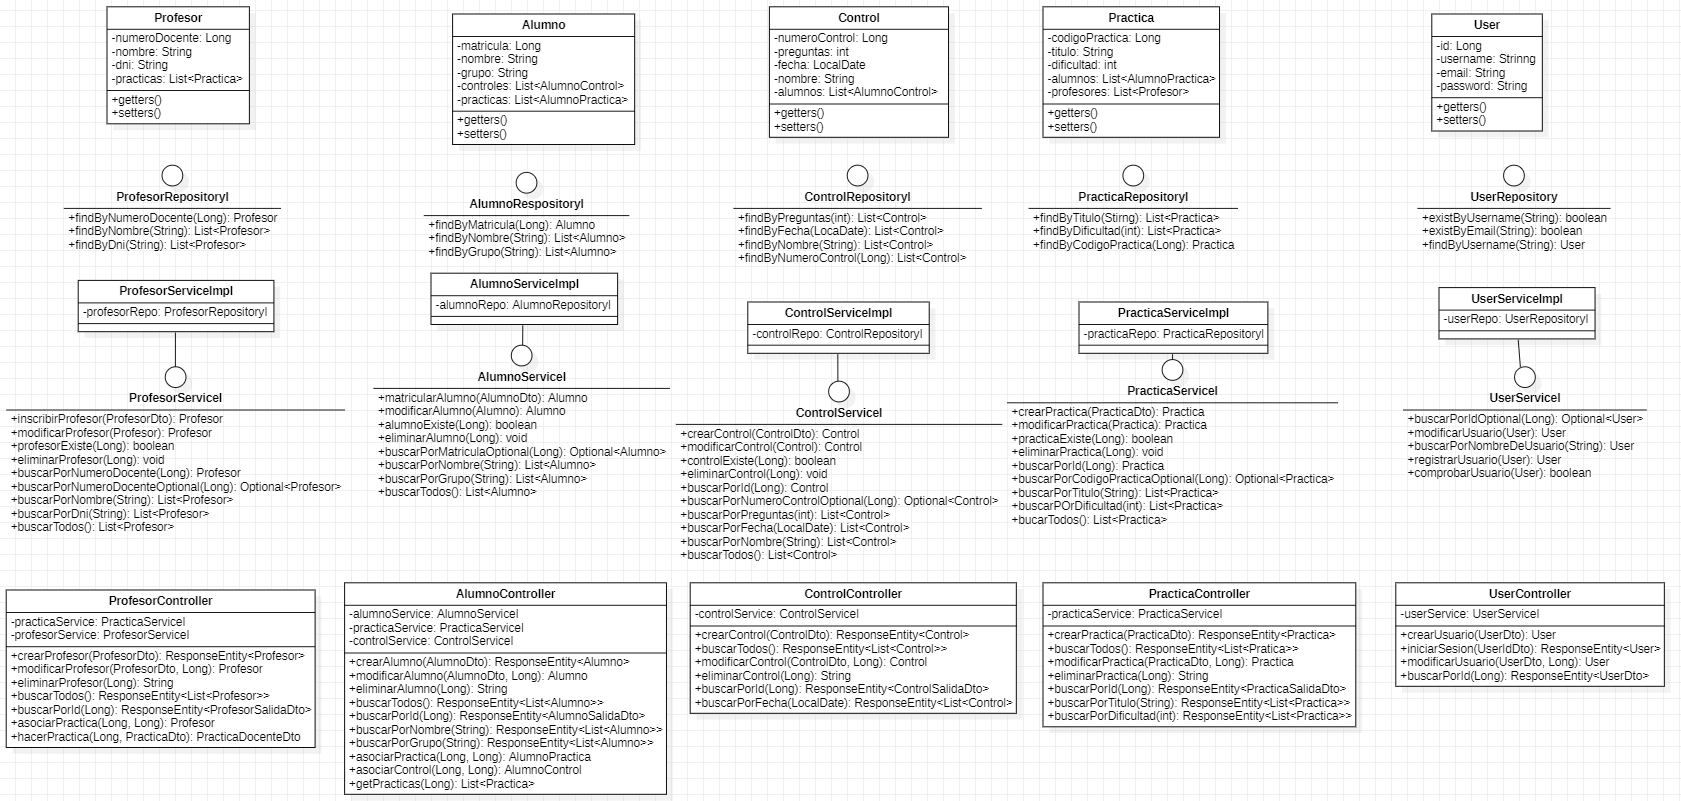 Profesor
-numeroDocente: Long
-nombre: String
-dni: String
-practicas: List<Practica>
+getters()
+setters()
Alumno
-matricula: Long
-nombre: String
-grupo: String
-controles: List<AlumnoControl>
-practicas: List<AlumnoPractica>
+getters()
+setters()
Control
-numeroControl: Long
-preguntas: int
-fecha: LocalDate
-nombre: String
-alumnos: List<AlumnoControl>
+getters()
+setters()
Practica
-codigoPractica: Long
-titulo: String
-dificultad: int
-alumnos: List<AlumnoPractica>
-profesores: List<Profesor>
+getters()
+setters()
User
-id: Long
-username: Strinng
-email: String
-password: String
+getters()
+setters()
ProfesorRepositoryI
+findByNumeroDocente(Long): Profesor
+findByNombre(String): List<Profesor>
+findByDni(String): List<Profesor>
AlumnoRespositoryI
+findByMatricula(Long): Alumno
+findByNombre(String): List<Alumno>
+findByGrupo(String): List<Alumno>
ControlRepositoryI
+findByPreguntas(int): List<Control>
+findByFecha(LocaDate): List<Control>
+findByNombre(String): List<Control>
+findByNumeroControl(Long): List<Control>
PracticaRepositoryI
+findByTitulo(Stirng): List<Practica>
+findByDificultad(int): List<Practica>
+findByCodigoPractica(Long): Practica
UserRepository
+existByUsername(String): boolean
+existByEmail(String): boolean
+findByUsername(String): User
ProfesorServiceImpl
-profesorRepo: ProfesorRepositoryI
AlumnoServiceImpl
-alumnoRepo: AlumnoRepositoryI
ControlServiceImpl
-controlRepo: ControlRepositoryI
PracticaServiceImpl
-practicaRepo: PracticaRepositoryI
UserServiceImpl
-userRepo: UserRepositoryI
ProfesorServiceI
+inscribirProfesor(ProfesorDto): Profesor
+modificarProfesor(Profesor): Profesor
+profesorExiste(Long): boolean
+eliminarProfesor(Long): void
+buscarPorNumeroDocente(Long): Profesor
+buscarPorNumeroDocenteOptional(Long): Optional<Profesor>
+buscarPorNombre(String): List<Profesor>
+buscarPorDni(String): List<Profesor>
+buscarTodos(): List<Profesor>
AlumnoServiceI
+matricularAlumno(AlumnoDto): Alumno
+modificarAlumno(Alumno): Alumno
+alumnoExiste(Long): boolean
+eliminarAlumno(Long): void
+buscarPorMatriculaOptional(Long): Optional<Alumno>
+buscarPorNombre(String): List<Alumno>
+buscarPorGrupo(String): List<Alumno>
+buscarTodos(): List<Alumno>
ControlServiceI
+crearControl(ControlDto): Control
+modificarControl(Control): Control
+controlExiste(Long): boolean
+eliminarControl(Long): void
+buscarPorId(Long): Control
+buscarPorNumeroControlOptional(Long): Optional<Control>
+buscarPorPreguntas(int): List<Control>
+buscarPorFecha(LocalDate): List<Control>
+buscarPorNombre(String): List<Control>
+buscarTodos(): List<Control>
PracticaServiceI
+crearPractica(PracticaDto): Practica
+modificarPractica(Practica): Practica
+practicaExiste(Long): boolean
+eliminarPractica(Long): void
+buscarPorId(Long): Practica
+buscarPorCodigoPracticaOptional(Long): Optional<Practica>
+buscarPorTitulo(String): List<Practica>
+buscarPOrDificultad(int): List<Practica>
+bucarTodos(): List<Practica>
UserServiceI
+buscarPorIdOptional(Long): Optional<User>
+modificarUsuario(User): User
+buscarPorNombreDeUsuario(String): User
+registrarUsuario(User): User
+comprobarUsuario(User): boolean
ProfesorController
-practicaService: PracticaServiceI
-profesorService: ProfesorServiceI
+crearProfesor(ProfesorDto): ResponseEntity<Profesor>
+modificarProfesor(ProfesorDto, Long): Profesor
+eliminarProfesor(Long): String
+buscarTodos(): ResponseEntity<List<Profesor>>
+buscarPorId(Long): ResponseEntity<ProfesorSalidaDto>
+asociarPractica(Long, Long): Profesor
+hacerPractica(Long, PracticaDto): PracticaDocenteDto
AlumnoController
-alumnoService: AlumnoServiceI
-practicaService: PracticaServiceI
-controlService: ControlServiceI
+crearAlumno(AlumnoDto): ResponseEntity<Alumno>
+modificarAlumno(AlumnoDto, Long): Alumno
+eliminarAlumno(Long): String
+buscarTodos(): ResponseEntity<List<Alumno>>
+buscarPorId(Long): ResponseEntity<AlumnoSalidaDto>
+buscarPorNombre(String): ResponseEntity<List<Alumno>>
+buscarPorGrupo(String): ResponseEntity<List<Alumno>>
+asociarPractica(Long, Long): AlumnoPractica
+asociarControl(Long, Long): AlumnoControl
+getPracticas(Long): List<Practica>
ControlController
-controlService: ControlServiceI
+crearControl(ControlDto): ResponseEntity<Control>
+buscarTodos(): ResponseEntity<List<Control>>
+modificarControl(ControlDto, Long): Control
+eliminarControl(Long): String
+buscarPorId(Long): ResponseEntity<ControlSalidaDto>
+buscarPorFecha(LocalDate): ResponseEntity<List<Control>
PracticaController
-practicaService: PracticaServiceI
+crearPractica(PracticaDto): ResponseEntity<Practica>
+buscarTodos(): ResponseEntity<List<Pratica>>
+modificarPractica(PracticaDto, Long): Practica
+eliminarPractica(Long): String
+buscarPorId(Long): ResponseEntity<PracticaSalidaDto>
+buscarPorTitulo(String): ResponseEntity<List<Practica>>
+buscarPorDificultad(int): ResponseEntity<List<Practica>>
UserController
-userService: UserServiceI
+crearUsuario(UserDto): User
+iniciarSesion(UserIdDto): ResponseEntity<User>
+modificarUsuario(UserDto, Long): User
+buscarPorId(Long): ResponseEntity<UserDto>